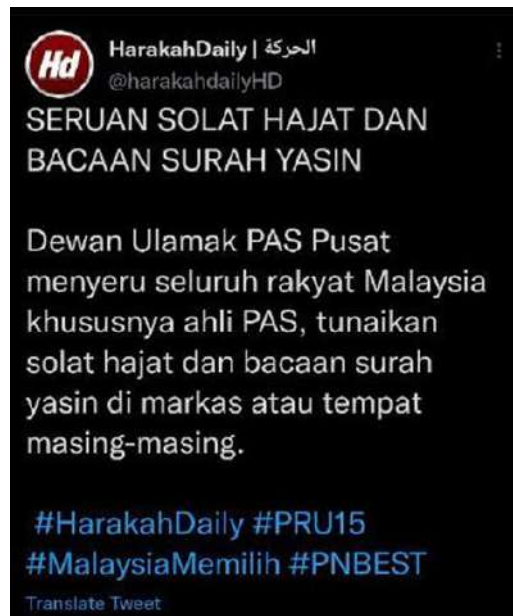 Hd
HarakahDaily | الحركة
@harakahdailyHD
SERUAN SOLAT HAJAT DAN
BACAAN SURAH YASIN
Dewan Ulamak PAS Pusat
menyeru seluruh rakyat Malaysia
khususnya ahli PAS, tunaikan
solat hajat dan bacaan surah
yasin di markas atau tempat
masing-masing.
#HarakahDaily #PRU15
#MalaysiaMemilih #PNBEST
Translate Tweet